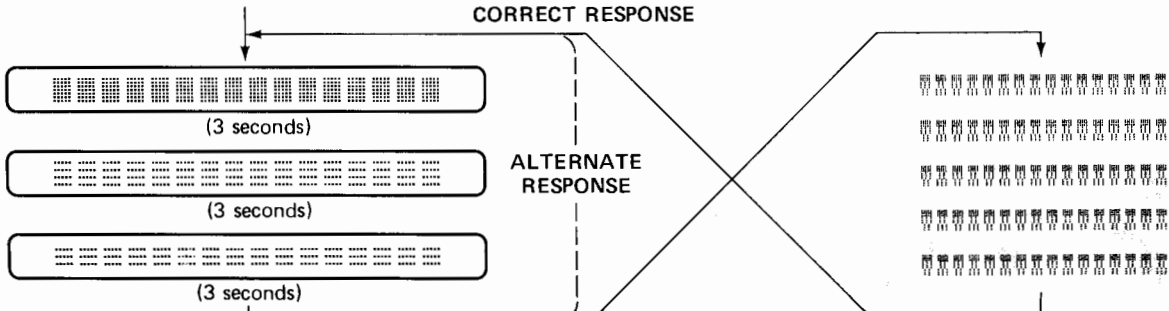 CORRECT RESPONSE
(3 seconds)
ALTERNATE
RESPONSE
(3 seconds)
(3 seconds)